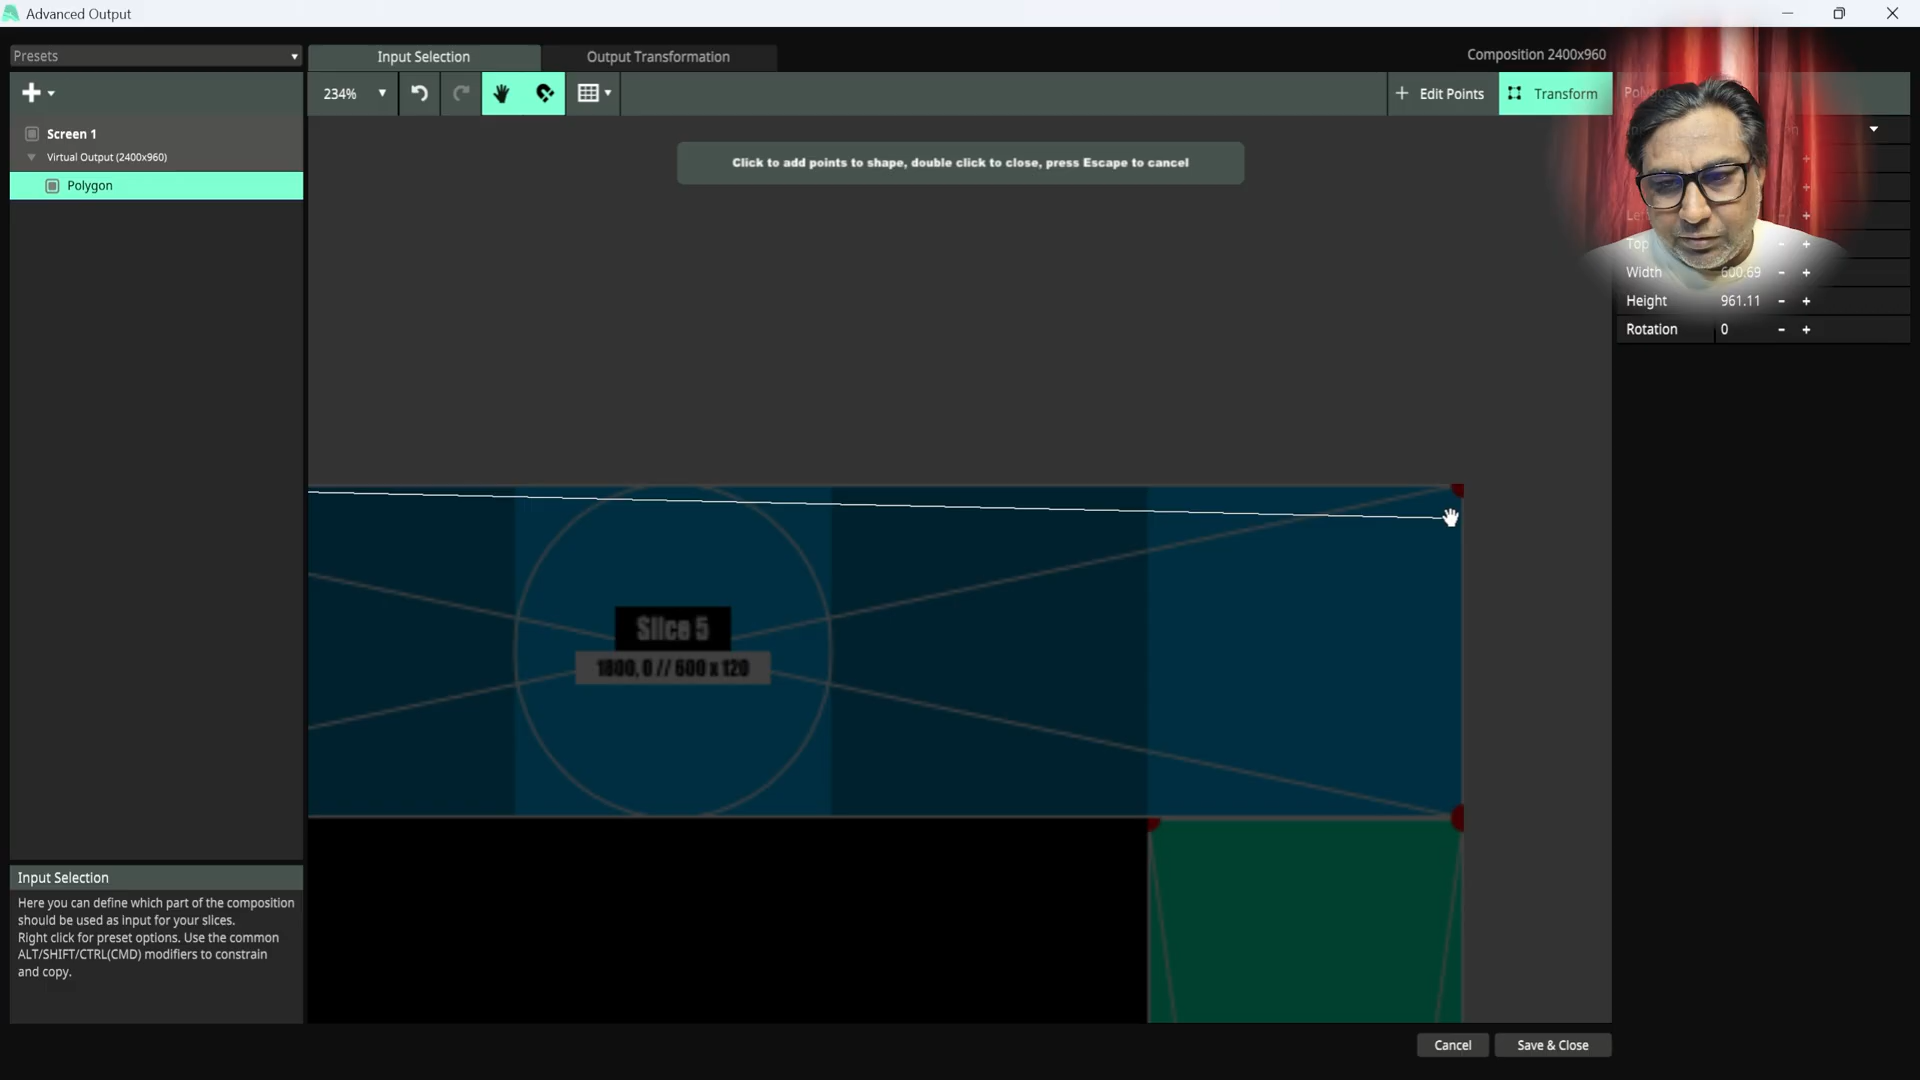 Advanced Output
Presets
Input Selection
Output Transformation
Composition 2400x960
234%
Edit Points
Transform
Screen 1
Virtual Output (2400x960)
Polygon
Click to add points to shape, double click to close, press Escape to cancel
Top
Width 600.69 - +
Height 961.11 - +
Rotation 0 - +
Slice 5
1800, 0 // 600 x 120
Input Selection
Here you can define which part of the composition
should be used as input for your slices.
Right click for preset options. Use the common
ALT/SHIFT/CTRL(CMD) modifiers to constrain
and copy.
Cancel
Save & Close